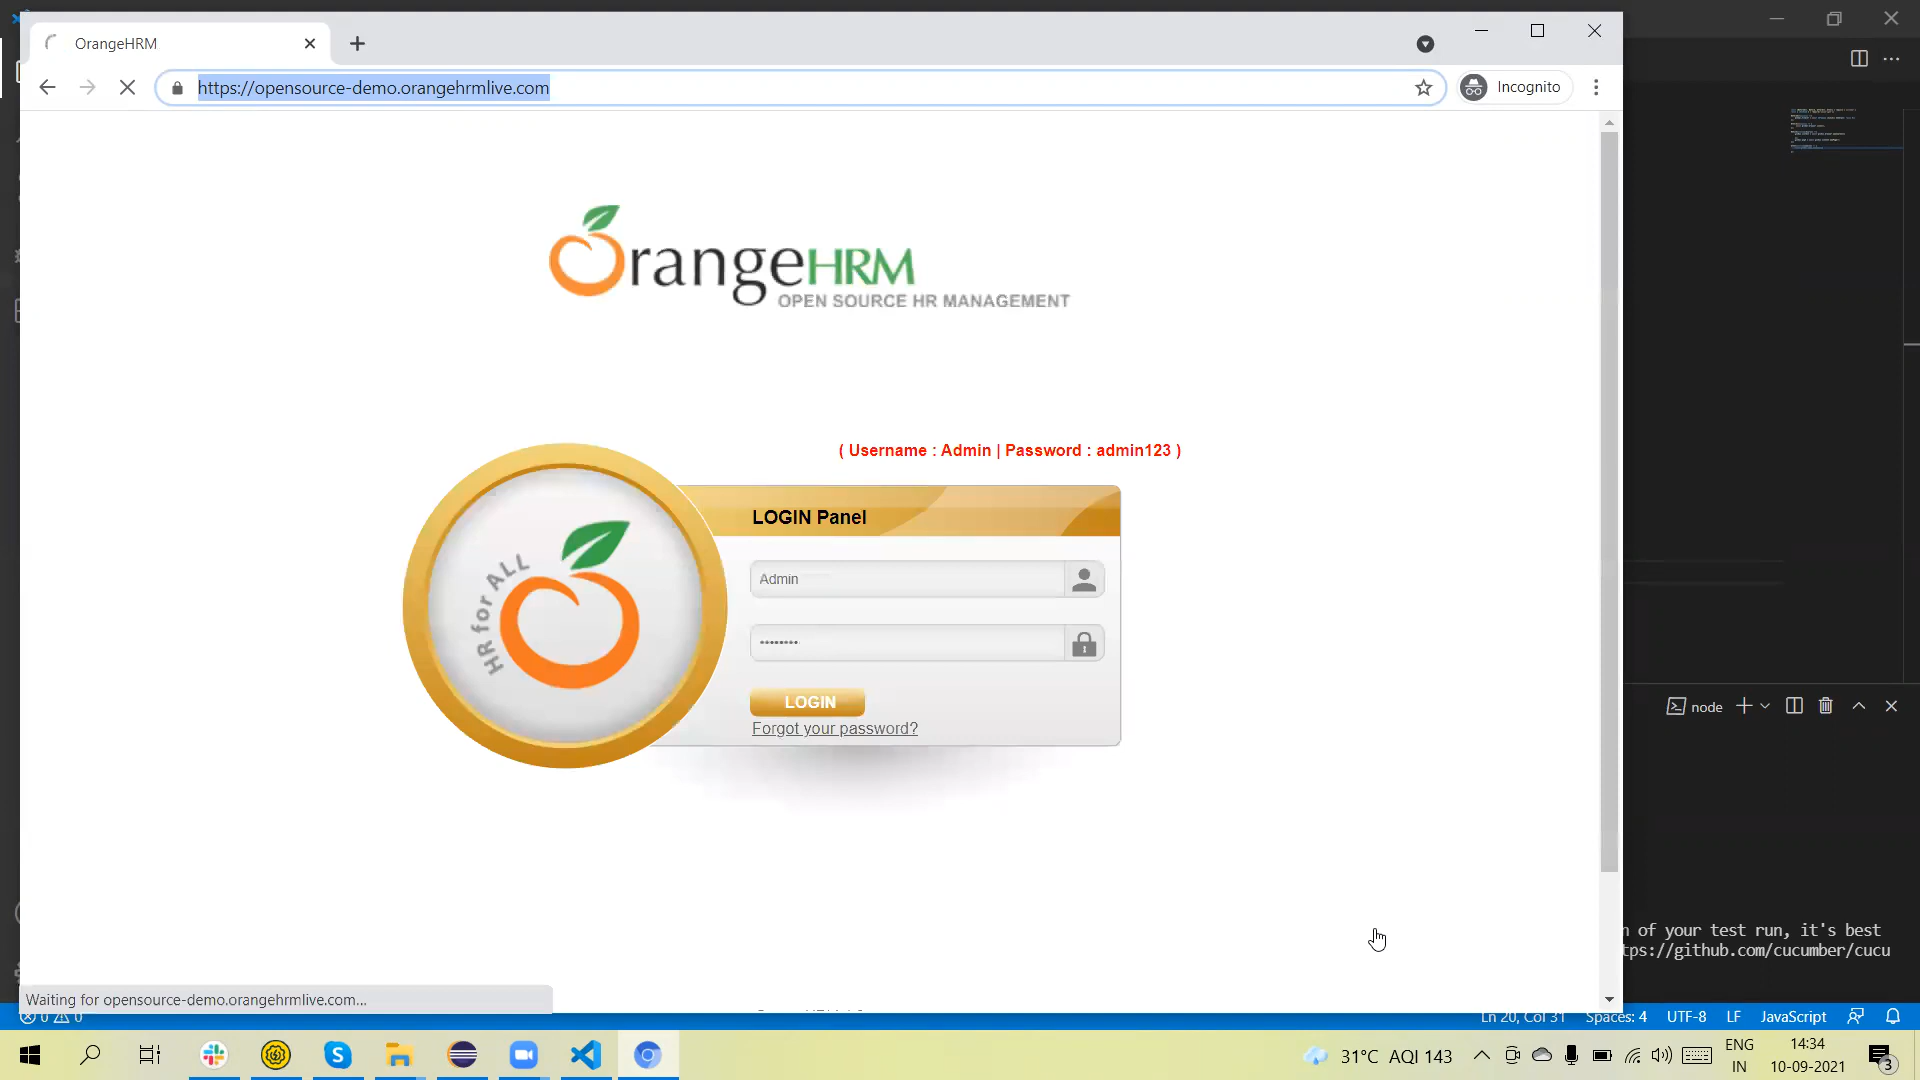 OrangeHRM
https://opensource-demo.orangehrmlive.com
Incognito
OrangeHRM
OPEN SOURCE HR MANAGEMENT
( Username : Admin | Password : admin123 )
LOGIN Panel
HR for ALL
Admin
••••••••
LOGIN
Forgot your password?
node
n of your test run, it's best
tps://github.com/cucumber/cucu
Waiting for opensource-demo.orangehrmlive.com...
0 0
Ln 20, Col 31 Spaces: 4 UTF-8 LF JavaScript
31°C AQI 143
ENG
IN
14:34
10-09-2021
3